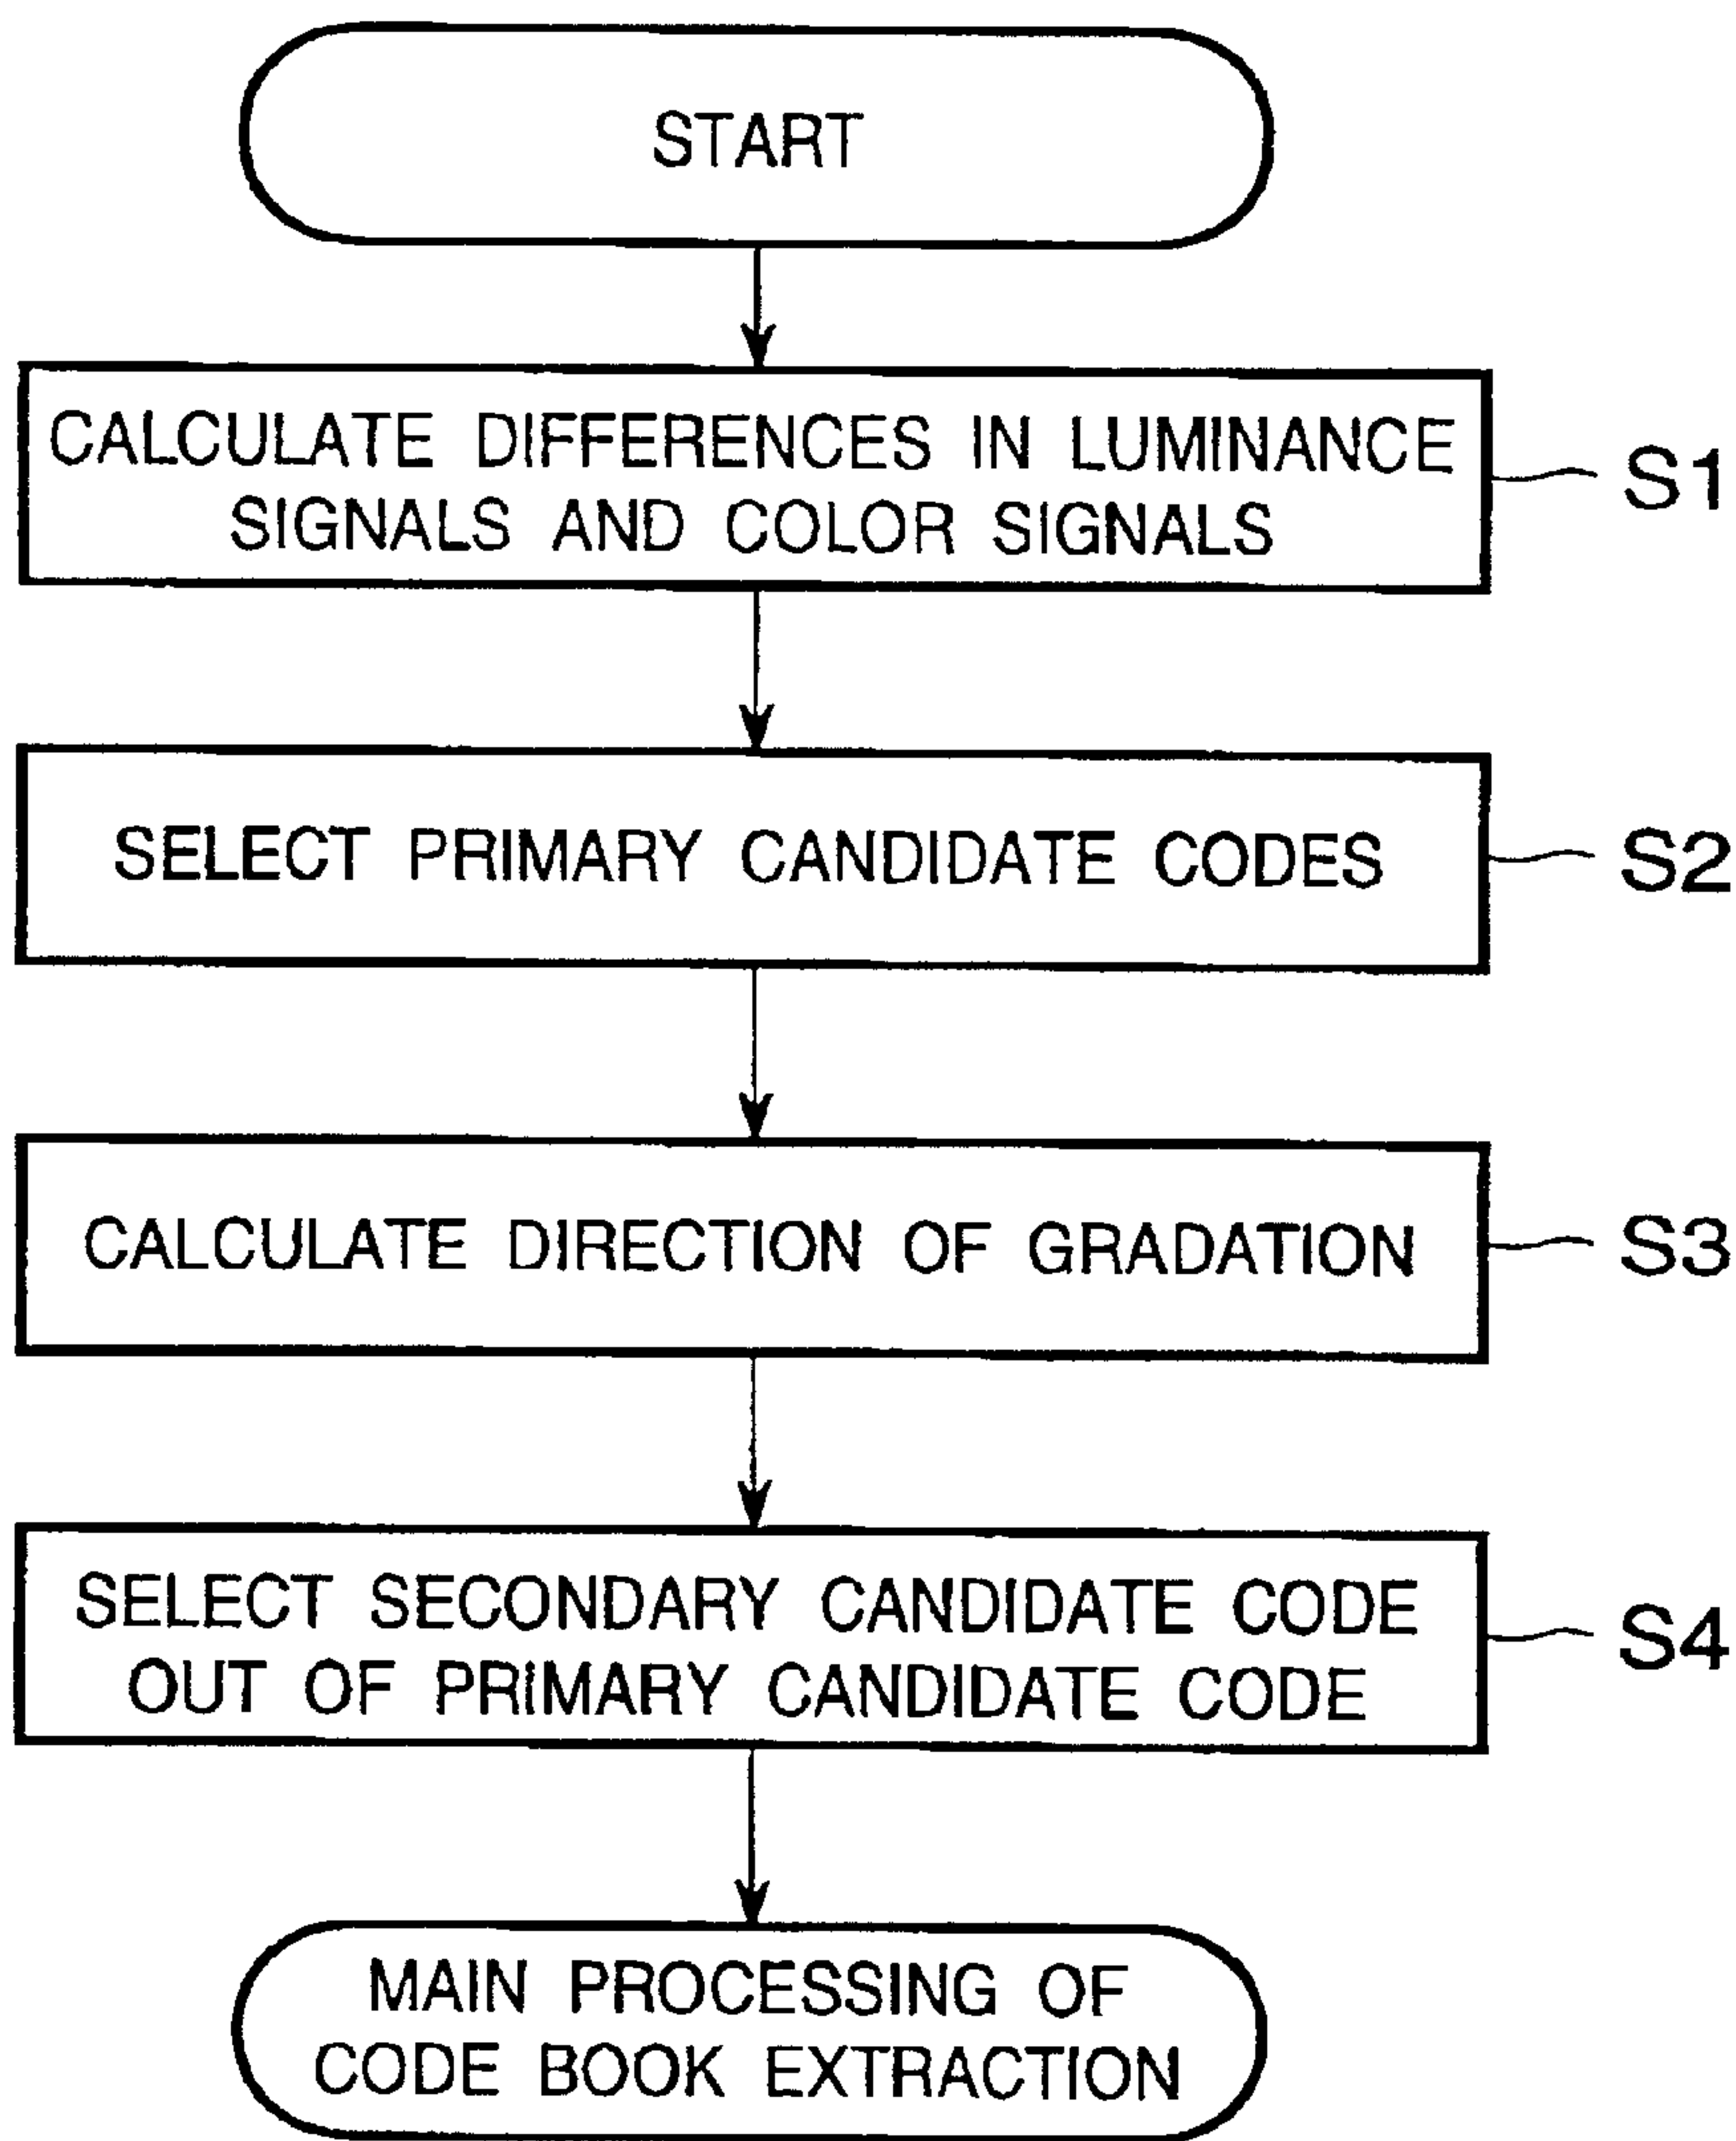 START
CALCULATE DIFFERENCES IN LUMINANCE
SIGNALS AND COLOR SIGNALS
S1
SELECT PRIMARY CANDIDATE CODES
S2
CALCULATE DIRECTION OF GRADATION
S3
SELECT SECONDARY CANDIDATE CODE
OUT OF PRIMARY CANDIDATE CODE
S4
MAIN PROCESSING OF
CODE BOOK EXTRACTION